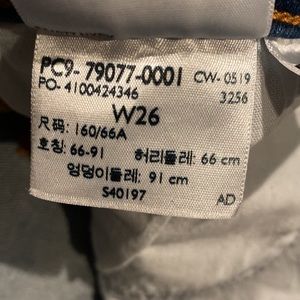 PC9-79077-0001 CW-0519
PO-4100424346 3256
W26
尺码: 160/66A
호칭: 66-91 허리둘레: 66 cm
엉덩이둘레: 91 cm
S40197 AD